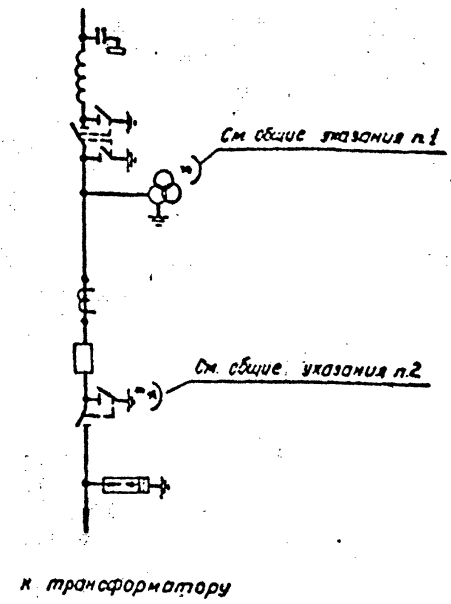 См. общие указания п.1
См. общие указания п.2
к трансформатору